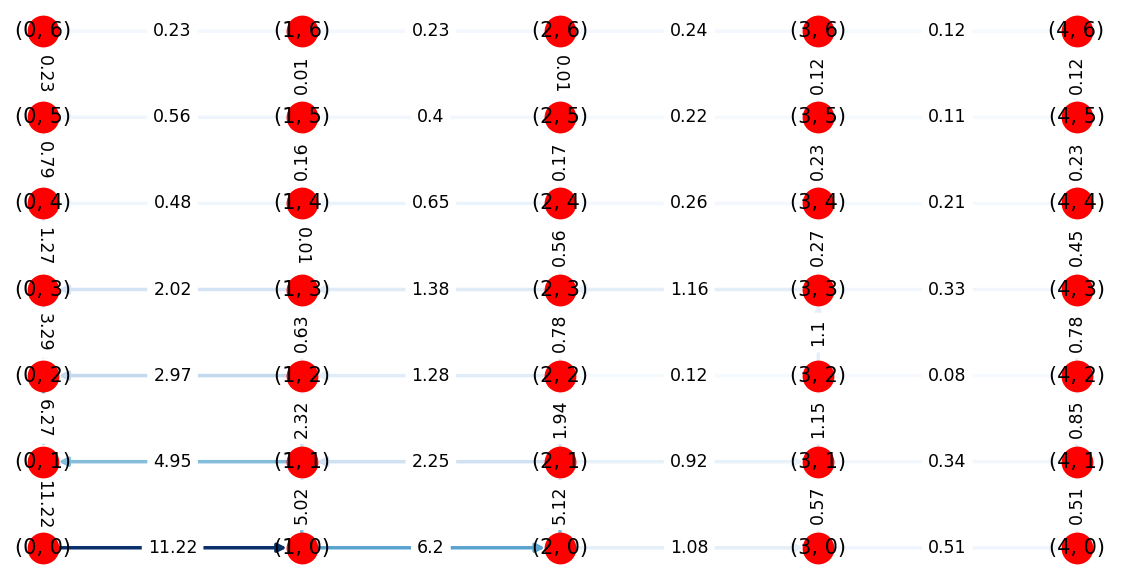 (0, 6) 0.23 (1, 6) 0.23 (2, 6) 0.24 (3, 6) 0.12 (4, 6)
0.23 0.01 0.01 0.12 0.12
(0, 5) 0.56 (1, 5) 0.4 (2, 5) 0.22 (3, 5) 0.11 (4, 5)
0.79 0.16 0.17 0.23 0.23
(0, 4) 0.48 (1, 4) 0.65 (2, 4) 0.26 (3, 4) 0.21 (4, 4)
1.27 0.01 0.56 0.27 0.45
(0, 3) 2.02 (1, 3) 1.38 (2, 3) 1.16 (3, 3) 0.33 (4, 3)
3.29 0.63 0.78 1.1 0.78
(0, 2) 2.97 (1, 2) 1.28 (2, 2) 0.12 (3, 2) 0.08 (4, 2)
6.27 2.32 1.94 1.15 0.85
(0, 1) 4.95 (1, 1) 2.25 (2, 1) 0.92 (3, 1) 0.34 (4, 1)
11.22 5.02 5.12 0.57 0.51
(0, 0) 11.22 (1, 0) 6.2 (2, 0) 1.08 (3, 0) 0.51 (4, 0)